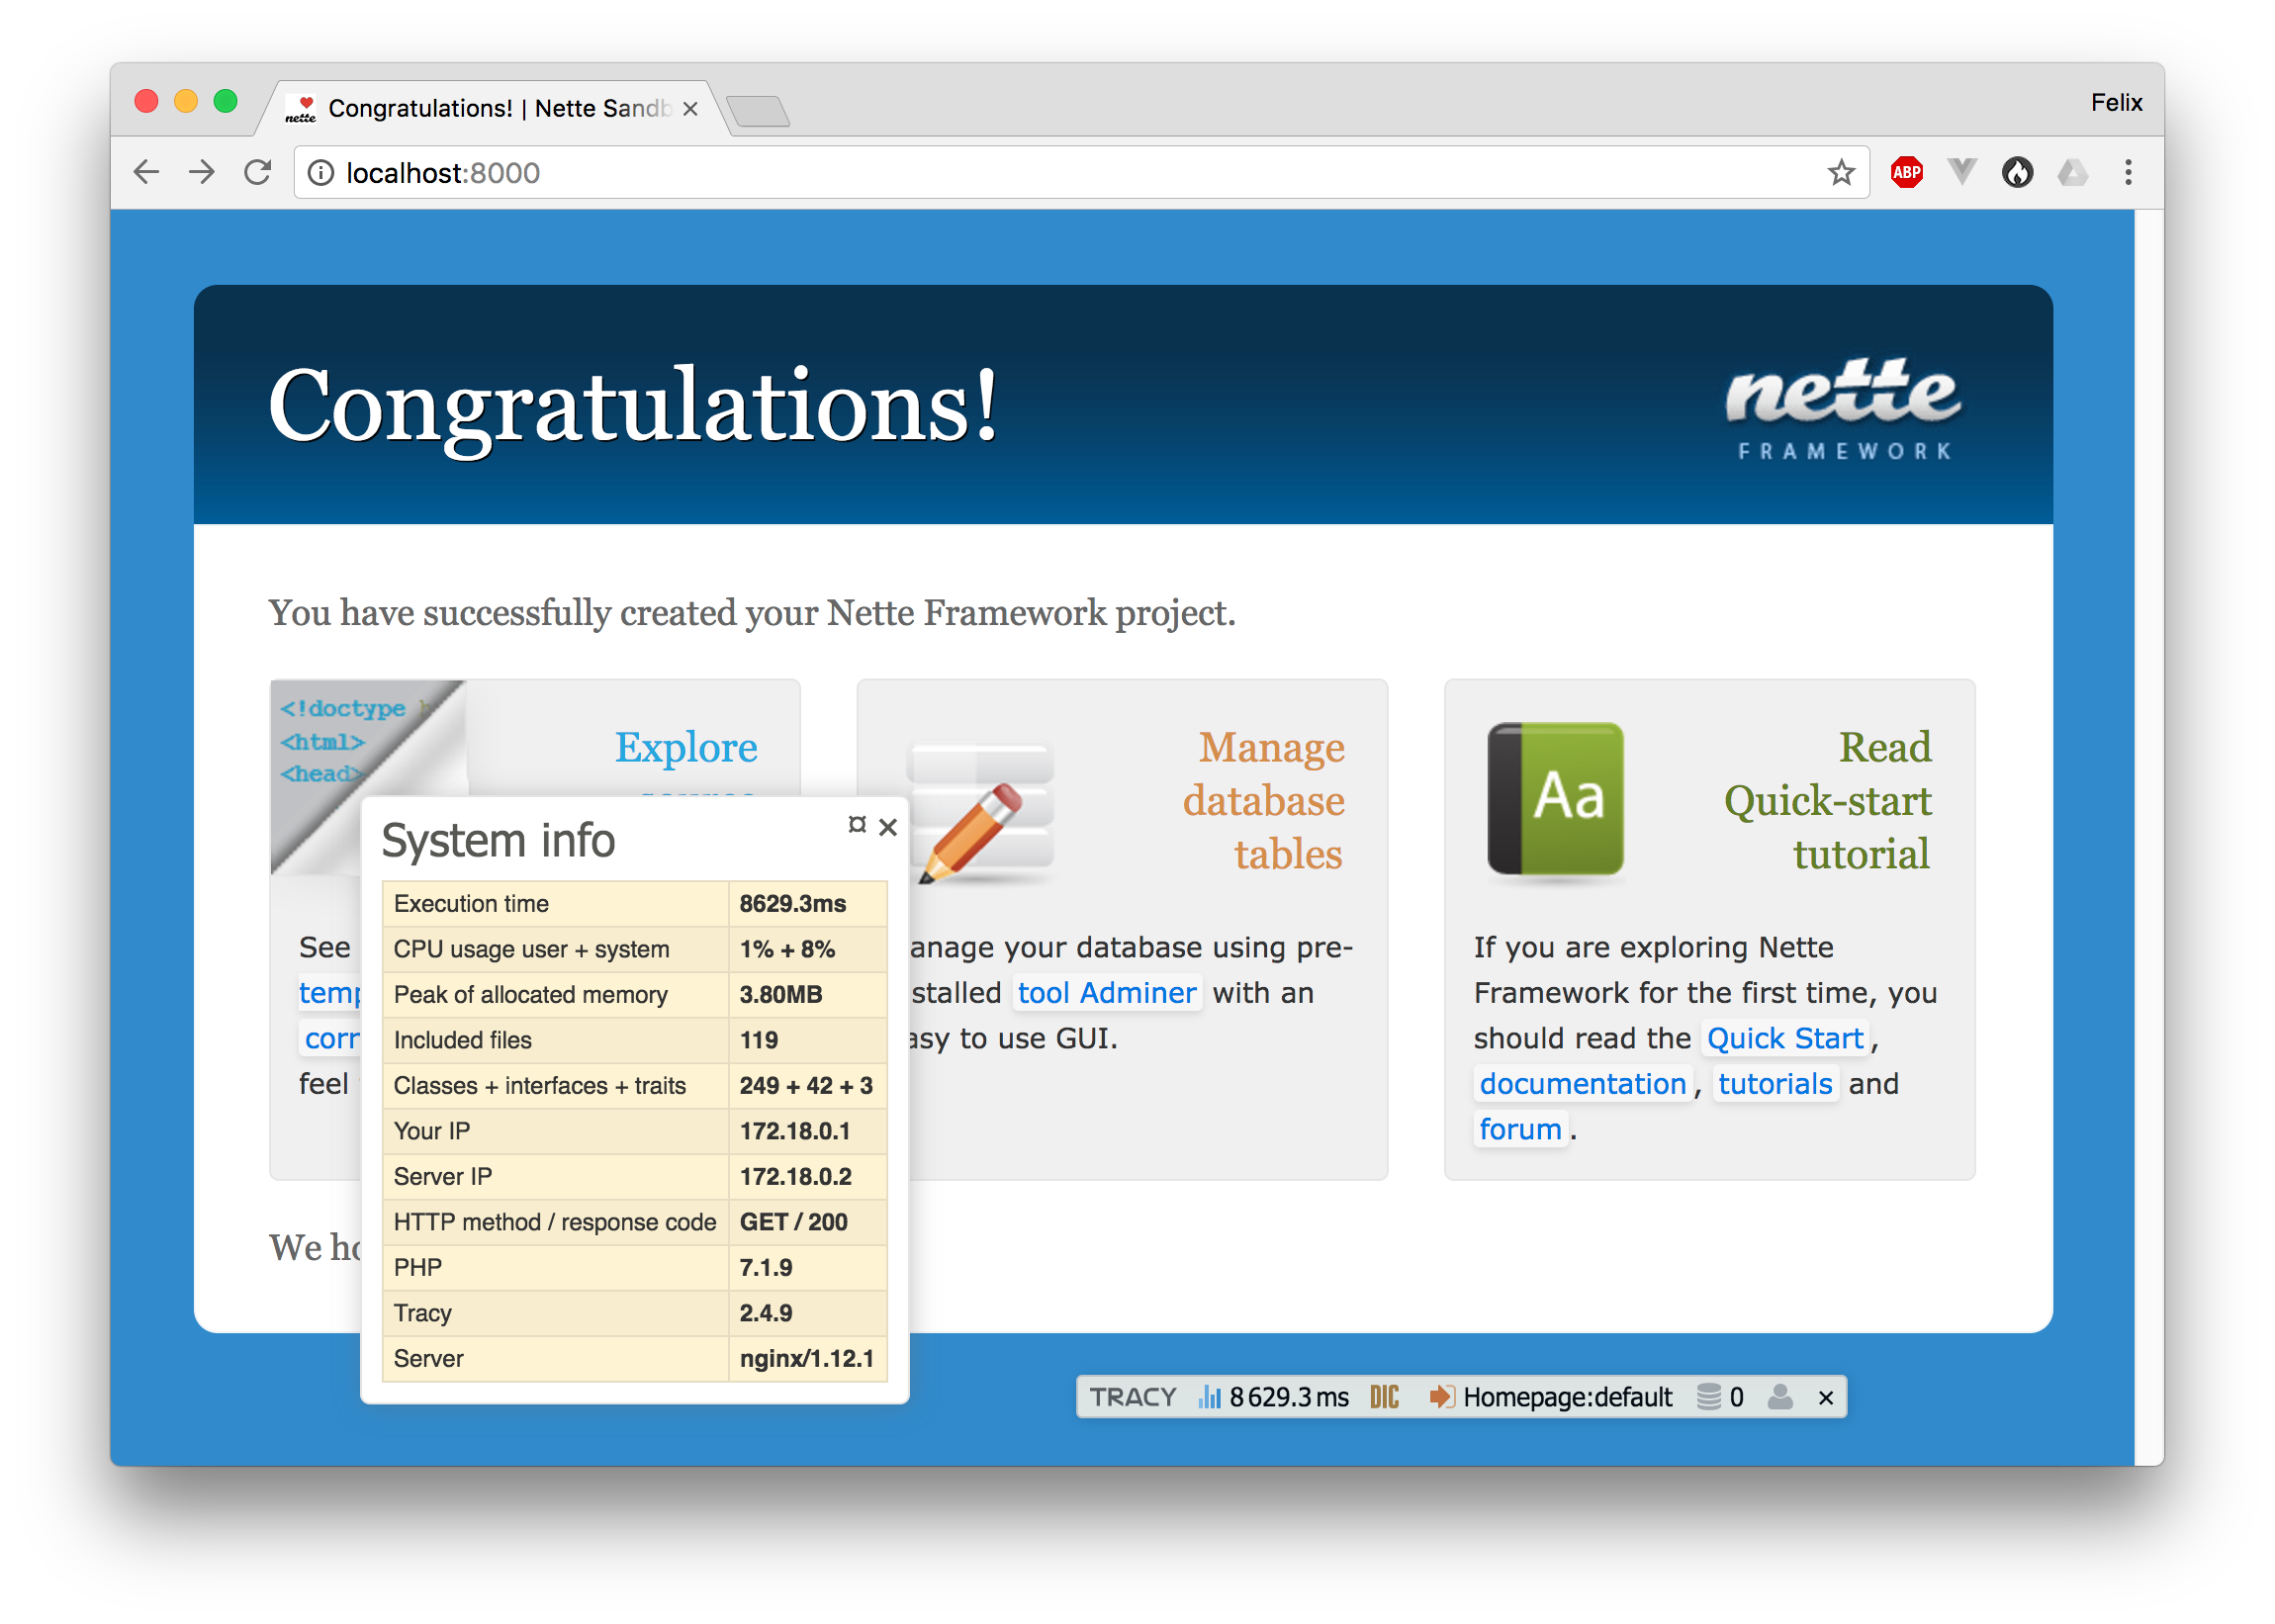 Felix
nette
Congratulations! | Nette Sandb
localhost:8000
ABP
Congratulations!
nette
FRAMEWORK
You have successfully created your Nette Framework project.
<!doctype
<html>
<head>
Explore
Manage
database
tables
Aa
Read
Quick-start
tutorial
System info
Execution time 8629.3ms
CPU usage user + system 1% + 8%
Peak of allocated memory 3.80MB
Included files 119
Classes + interfaces + traits 249 + 42 + 3
Your IP 172.18.0.1
Server IP 172.18.0.2
HTTP method / response code GET / 200
PHP 7.1.9
Tracy 2.4.9
Server nginx/1.12.1
See
temp
corr
feel
anage your database using pre-
stalled tool Adminer with an
asy to use GUI.
If you are exploring Nette
Framework for the first time, you
should read the Quick Start,
documentation, tutorials and
forum.
We ho
TRACY 8 629.3 ms DIC Homepage:default 0